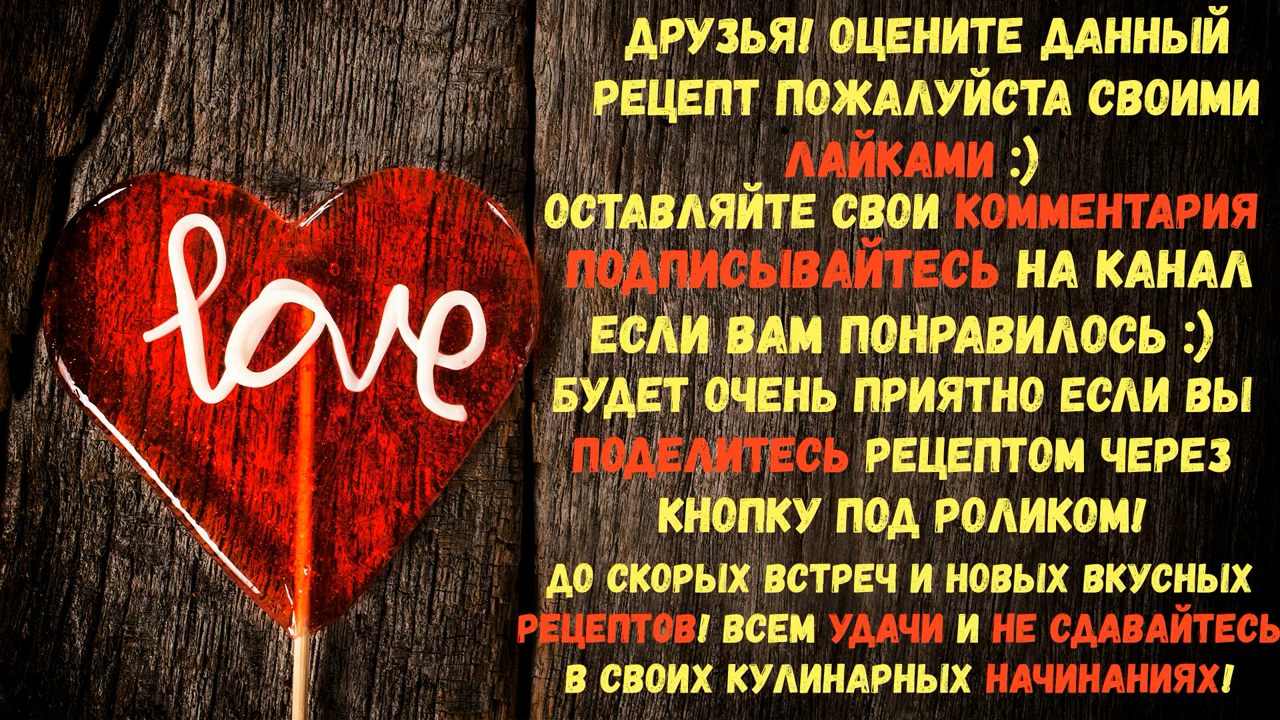 love
ДРУЗЬЯ! ОЦЕНИТЕ ДАННЫЙ
РЕЦЕПТ ПОЖАЛУЙСТА СВОИМИ
ЛАЙКАМИ :)
ОСТАВЛЯЙТЕ СВОИ КОММЕНТАРИЯ
ПОДПИСЫВАЙТЕСЬ НА КАНАЛ
ЕСЛИ ВАМ ПОНРАВИЛОСЬ :)
БУДЕТ ОЧЕНЬ ПРИЯТНО ЕСЛИ ВЫ
ПОДЕЛИТЕСЬ РЕЦЕПТОМ ЧЕРЕЗ
КНОПКУ ПОД РОЛИКОМ!
ДО СКОРЫХ ВСТРЕЧ И НОВЫХ ВКУСНЫХ
РЕЦЕПТОВ! ВСЕМ УДАЧИ И НЕ СДАВАЙТЕСЬ
В СВОИХ КУЛИНАРНЫХ НАЧИНАНИЯХ!